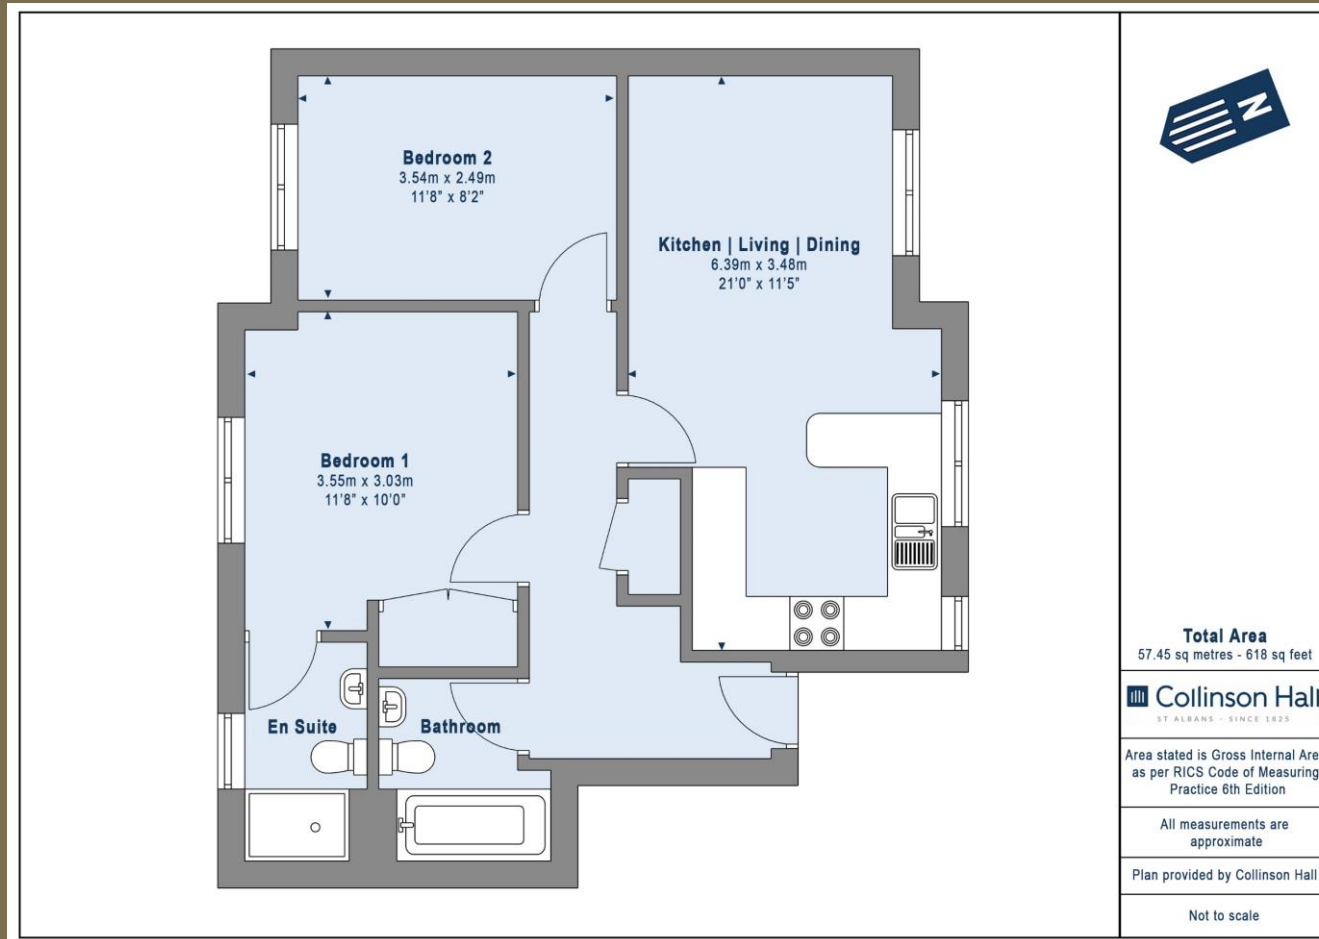 Bedroom 2
3.54m x 2.49m
11'8" x 8'2"
Kitchen | Living | Dining
6.39m x 3.48m
21'0" x 11'5"
Bedroom 1
3.55m x 3.03m
11'8" x 10'0"
En Suite
Bathroom
N
Total Area
57.45 sq metres - 618 sq feet
Collinson Hall
ST ALBANS - SINCE 1825
Area stated is Gross Internal Are
as per RICS Code of Measuring
Practice 6th Edition
All measurements are
approximate
Plan provided by Collinson Hall
Not to scale